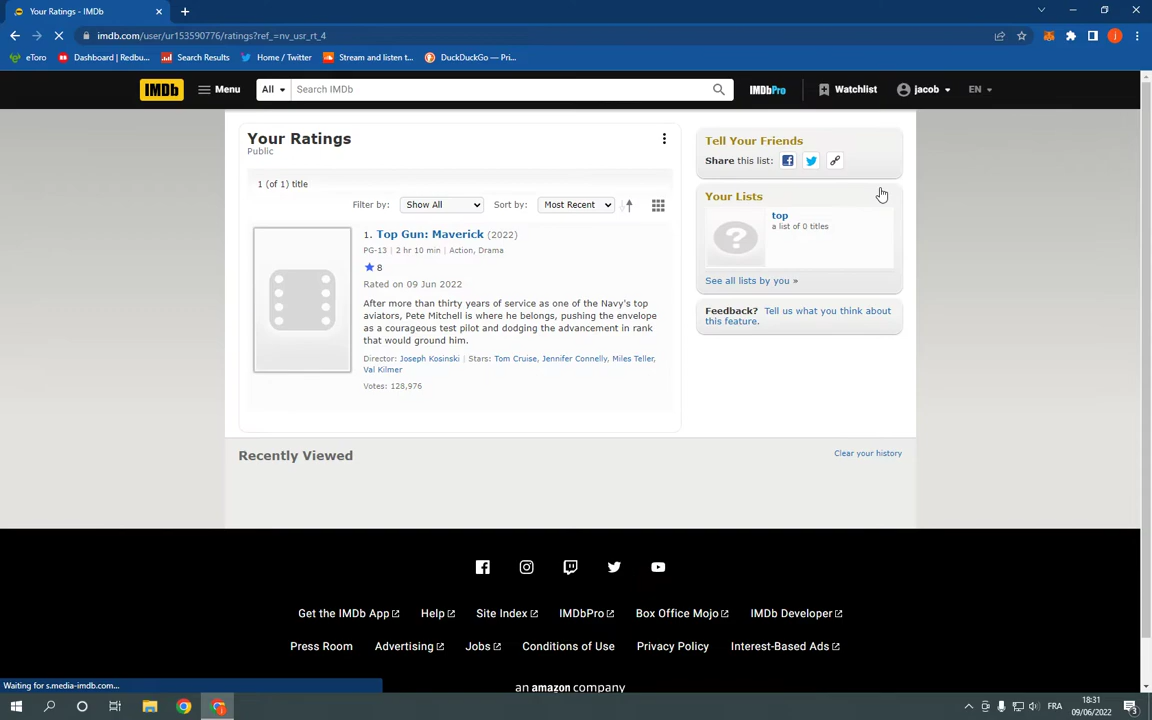 Your Ratings - IMDb
imdb.com/user/ur153590776/ratings?ref_=nv_usr_rt_4
eToro
Dashboard | Redbu...
Search Results
Home / Twitter
Stream and listen t...
DuckDuckGo — Pri...
IMDb
Menu
All
Search IMDb
IMDbPro
Watchlist
jacob
EN
Your Ratings
Public
1 (of 1) title
Filter by: Show All Sort by: Most Recent
1. Top Gun: Maverick (2022)
PG-13 | 2 hr 10 min | Action, Drama
8
Rated on 09 Jun 2022
After more than thirty years of service as one of the Navy's top
aviators, Pete Mitchell is where he belongs, pushing the envelope
as a courageous test pilot and dodging the advancement in rank
that would ground him.
Director: Joseph Kosinski | Stars: Tom Cruise, Jennifer Connelly, Miles Teller,
Val Kilmer
Votes: 128,976
Tell Your Friends
Share this list:
Your Lists
top
a list of 0 titles
See all lists by you »
Feedback? Tell us what you think about
this feature.
Recently Viewed
Clear your history
Get the IMDb App Help Site Index IMDbPro Box Office Mojo IMDb Developer
Press Room Advertising Jobs Conditions of Use Privacy Policy Interest-Based Ads
an amazon company
Waiting for s.media-imdb.com...
FRA
18:31
09/06/2022
3